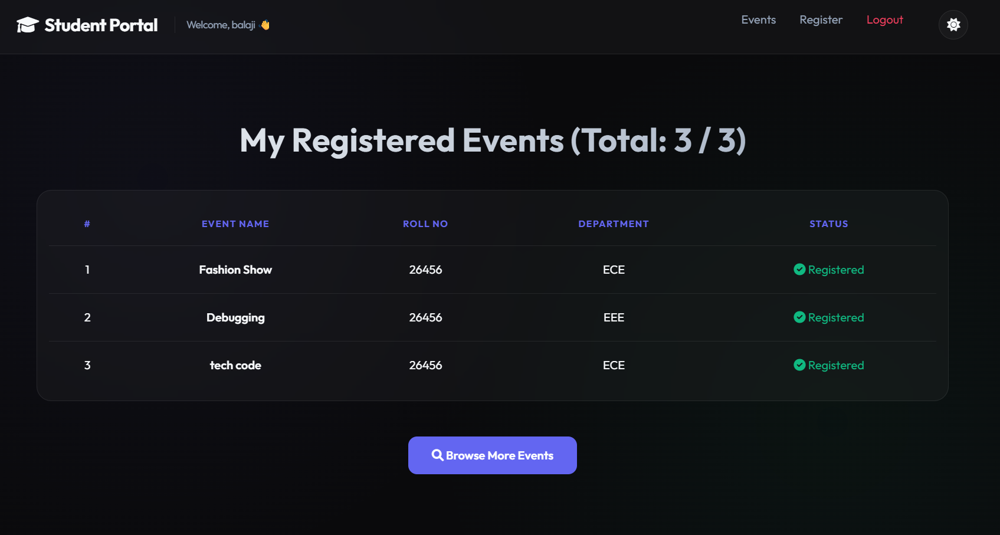 Student Portal
Welcome, balaji 👋
Events Register Logout
My Registered Events (Total: 3 / 3)
# EVENT NAME ROLL NO DEPARTMENT STATUS
1 Fashion Show 26456 ECE Registered
2 Debugging 26456 EEE Registered
3 tech code 26456 ECE Registered
Browse More Events